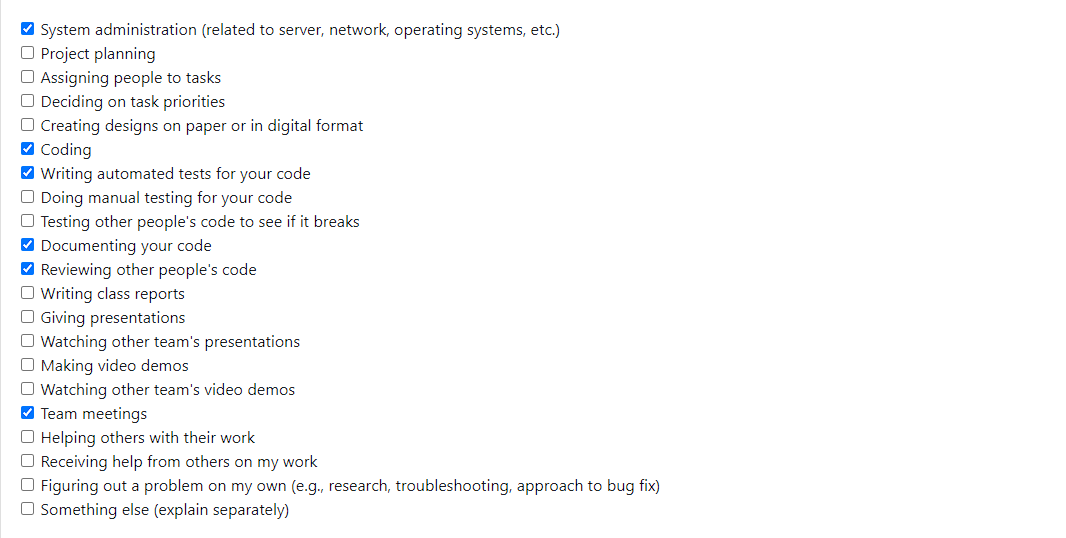 System administration (related to server, network, operating systems, etc.)
Project planning
Assigning people to tasks
Deciding on task priorities
Creating designs on paper or in digital format
Coding
Writing automated tests for your code
Doing manual testing for your code
Testing other people's code to see if it breaks
Documenting your code
Reviewing other people's code
Writing class reports
Giving presentations
Watching other team's presentations
Making video demos
Watching other team's video demos
Team meetings
Helping others with their work
Receiving help from others on my work
Figuring out a problem on my own (e.g., research, troubleshooting, approach to bug fix)
Something else (explain separately)